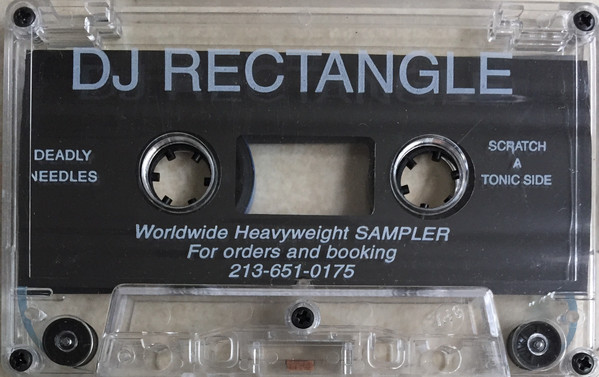 DJ RECTANGLE
DEADLY
NEEDLES
SCRATCH
A
TONIC SIDE
Worldwide Heavyweight SAMPLER
For orders and booking
213-651-0175